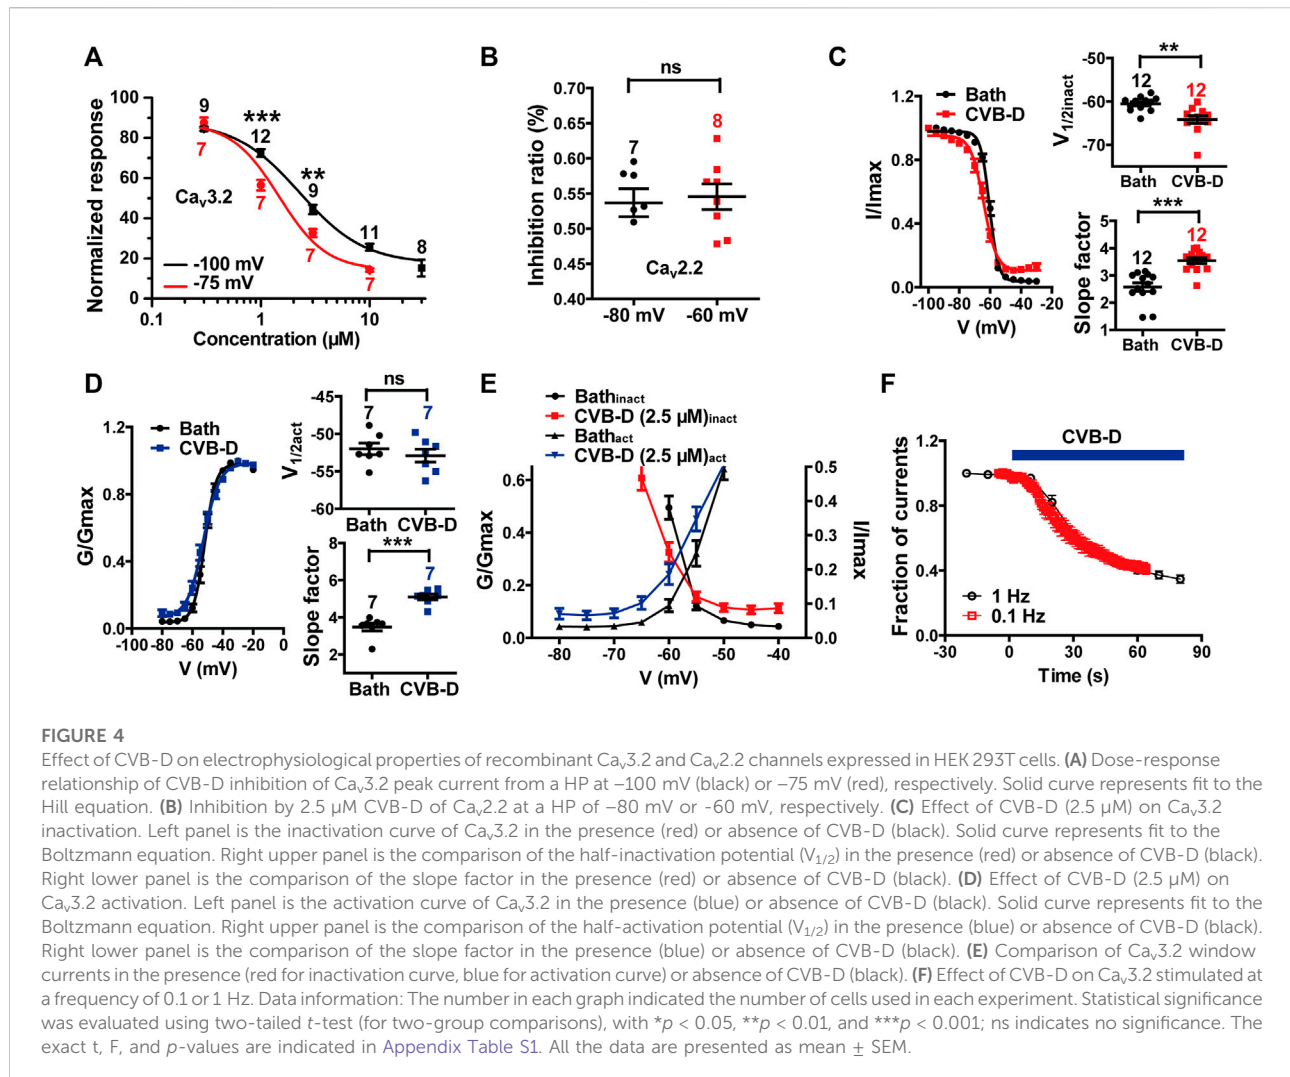 A
Normalized response
100
80
60
40
20
0
9
***
12
**
9
11
8
7
7
7
7
Cav3.2
-100 mV
-75 mV
0.1
1
10
Concentration (µM)
B
Inhibition ratio (%)
0.70
0.65
0.60
0.55
0.50
0.45
0.40
ns
7
8
Cav2.2
-80 mV
-60 mV
C
Bath
CVB-D
I/Imax
1.2
0.8
0.4
0.0
-100
-80
-60
-40
-20
V (mV)
V1/2inact
-50
-60
-70
**
12
12
Bath
CVB-D
Slope factor
5
4
3
2
1
***
12
12
Bath
CVB-D
D
Bath
CVB-D
G/Gmax
1.2
0.8
0.4
0.0
-100
-60
-40
-20
0
V (mV)
V1/2act
-45
-50
-55
-60
ns
7
7
Bath
CVB-D
Slope factor
8
6
4
2
***
7
7
Bath
CVB-D
E
Bathinact
CVB-D (2.5 µM)inact
Bathact
CVB-D (2.5 µM)act
G/Gmax
0.6
0.4
0.2
0.0
I/Imax
0.5
0.4
0.3
0.2
0.1
0.0
-80
-70
-60
-50
-40
V (mV)
F
CVB-D
Fraction of currents
1.2
0.8
0.4
0.0
1 Hz
0.1 Hz
-30
0
30
60
90
Time (s)
FIGURE 4
Effect of CVB-D on electrophysiological properties of recombinant Cav3.2 and Cav2.2 channels expressed in HEK 293T cells. (A) Dose-response
relationship of CVB-D inhibition of Cav3.2 peak current from a HP at –100 mV (black) or –75 mV (red), respectively. Solid curve represents fit to the
Hill equation. (B) Inhibition by 2.5 µM CVB-D of Cav2.2 at a HP of –80 mV or -60 mV, respectively. (C) Effect of CVB-D (2.5 µM) on Cav3.2
inactivation. Left panel is the inactivation curve of Cav3.2 in the presence (red) or absence of CVB-D (black). Solid curve represents fit to the
Boltzmann equation. Right upper panel is the comparison of the half-inactivation potential (V1/2) in the presence (red) or absence of CVB-D (black).
Right lower panel is the comparison of the slope factor in the presence (red) or absence of CVB-D (black). (D) Effect of CVB-D (2.5 µM) on
Cav3.2 activation. Left panel is the activation curve of Cav3.2 in the presence (blue) or absence of CVB-D (black). Solid curve represents fit to the
Boltzmann equation. Right upper panel is the comparison of the half-activation potential (V1/2) in the presence (blue) or absence of CVB-D (black).
Right lower panel is the comparison of the slope factor in the presence (blue) or absence of CVB-D (black). (E) Comparison of Cav3.2 window
currents in the presence (red for inactivation curve, blue for activation curve) or absence of CVB-D (black). (F) Effect of CVB-D on Cav3.2 stimulated at
a frequency of 0.1 or 1 Hz. Data information: The number in each graph indicated the number of cells used in each experiment. Statistical significance
was evaluated using two-tailed t-test (for two-group comparisons), with *p < 0.05, **p < 0.01, and ***p < 0.001; ns indicates no significance. The
exact t, F, and p-values are indicated in Appendix Table S1. All the data are presented as mean ± SEM.